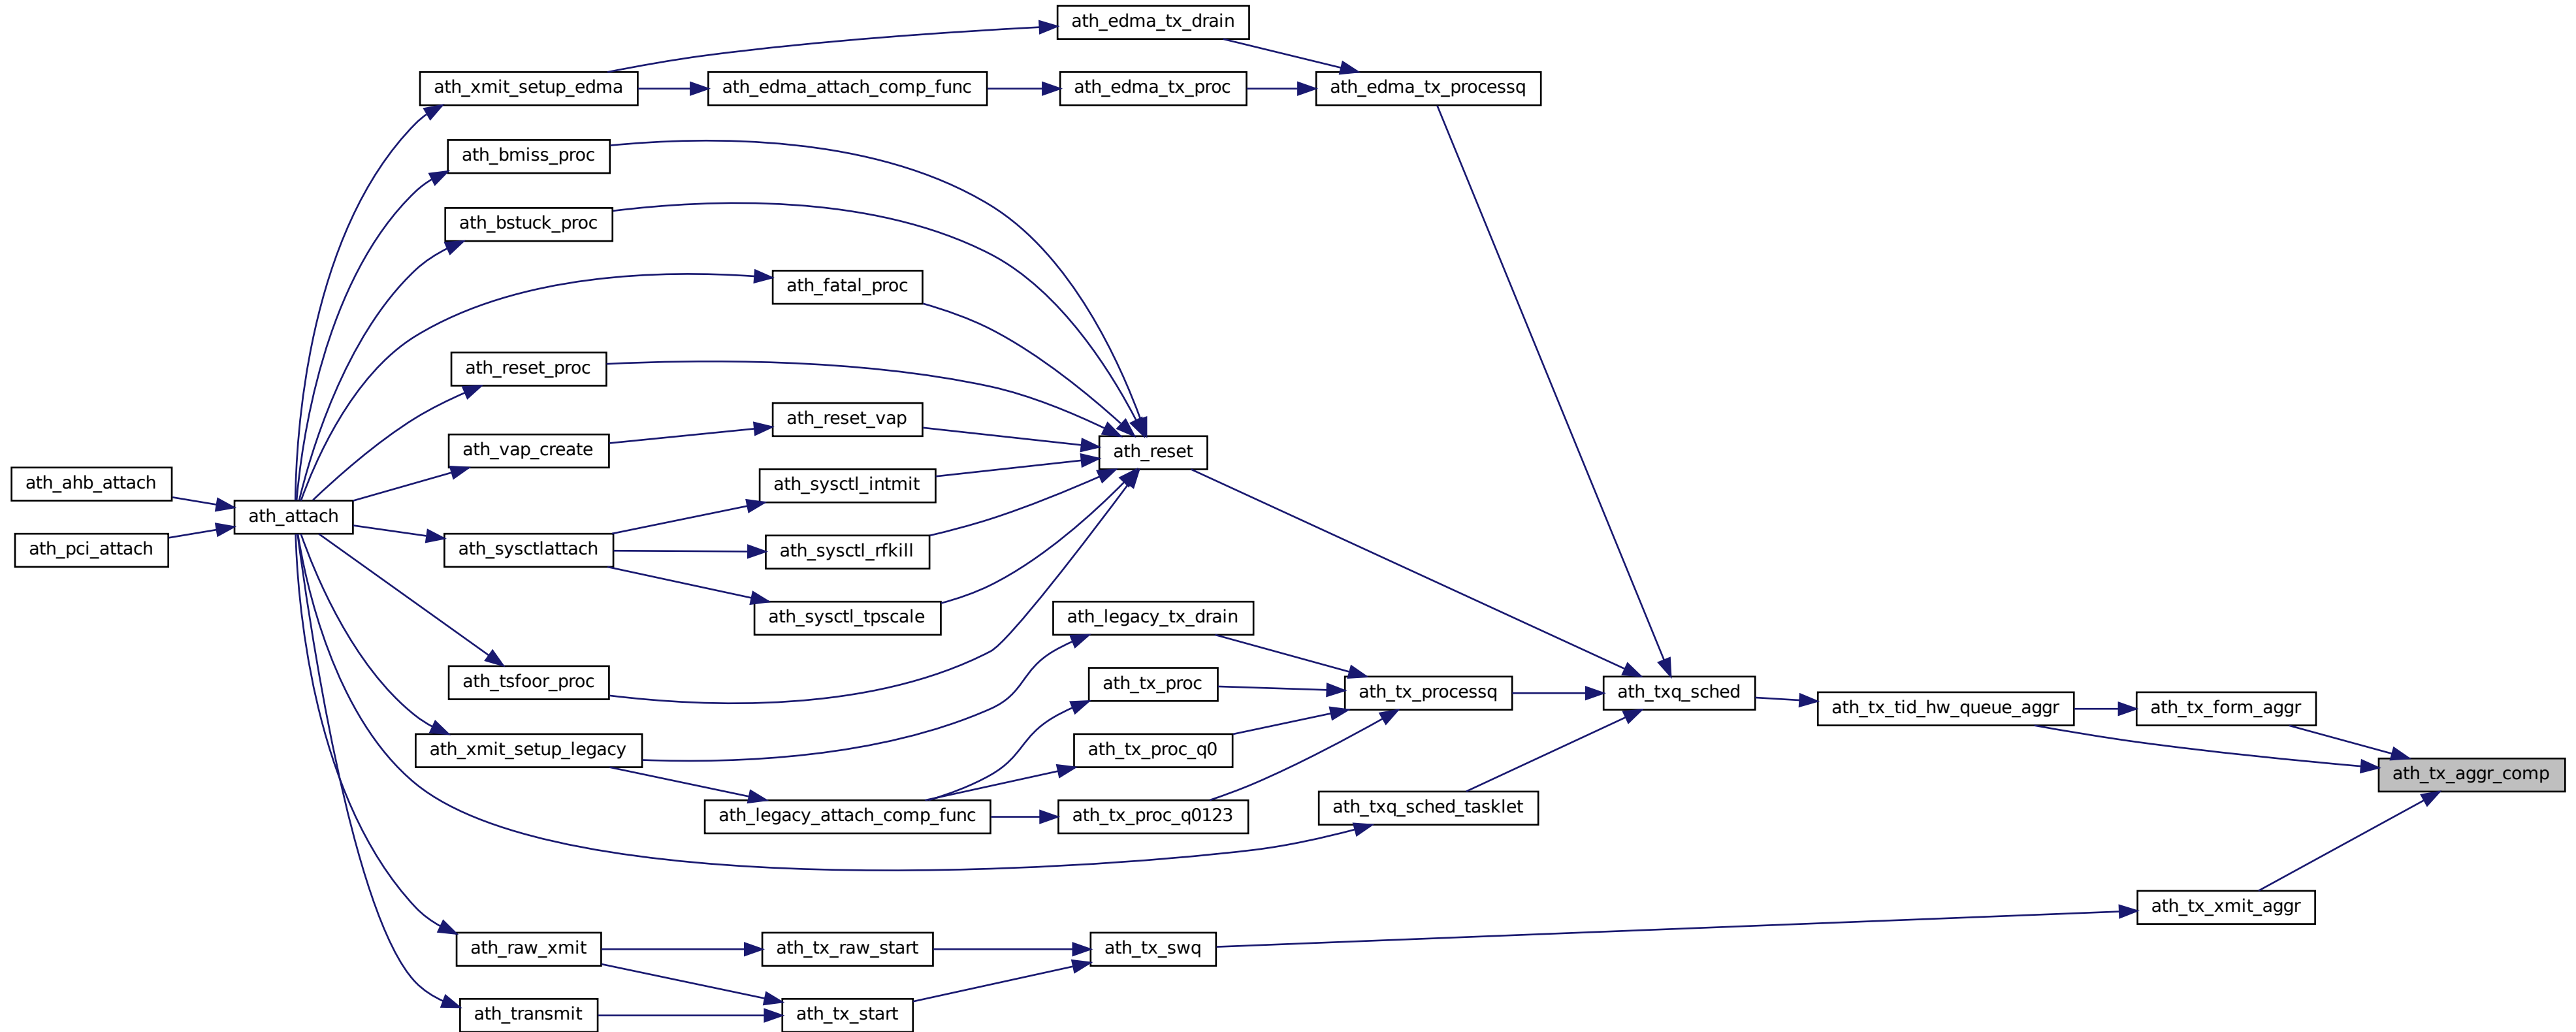 ath_edma_tx_drain
ath_xmit_setup_edma
ath_edma_attach_comp_func
ath_edma_tx_proc
ath_edma_tx_processq
ath_bmiss_proc
ath_bstuck_proc
ath_fatal_proc
ath_reset_proc
ath_reset_vap
ath_vap_create
ath_reset
ath_ahb_attach
ath_sysctl_intmit
ath_attach
ath_pci_attach
ath_sysctlattach
ath_sysctl_rfkill
ath_sysctl_tpscale
ath_legacy_tx_drain
ath_tsfoor_proc
ath_tx_proc
ath_tx_processq
ath_txq_sched
ath_tx_tid_hw_queue_aggr
ath_tx_form_aggr
ath_xmit_setup_legacy
ath_tx_proc_q0
ath_tx_aggr_comp
ath_legacy_attach_comp_func
ath_tx_proc_q0123
ath_txq_sched_tasklet
ath_tx_xmit_aggr
ath_raw_xmit
ath_tx_raw_start
ath_tx_swq
ath_transmit
ath_tx_start